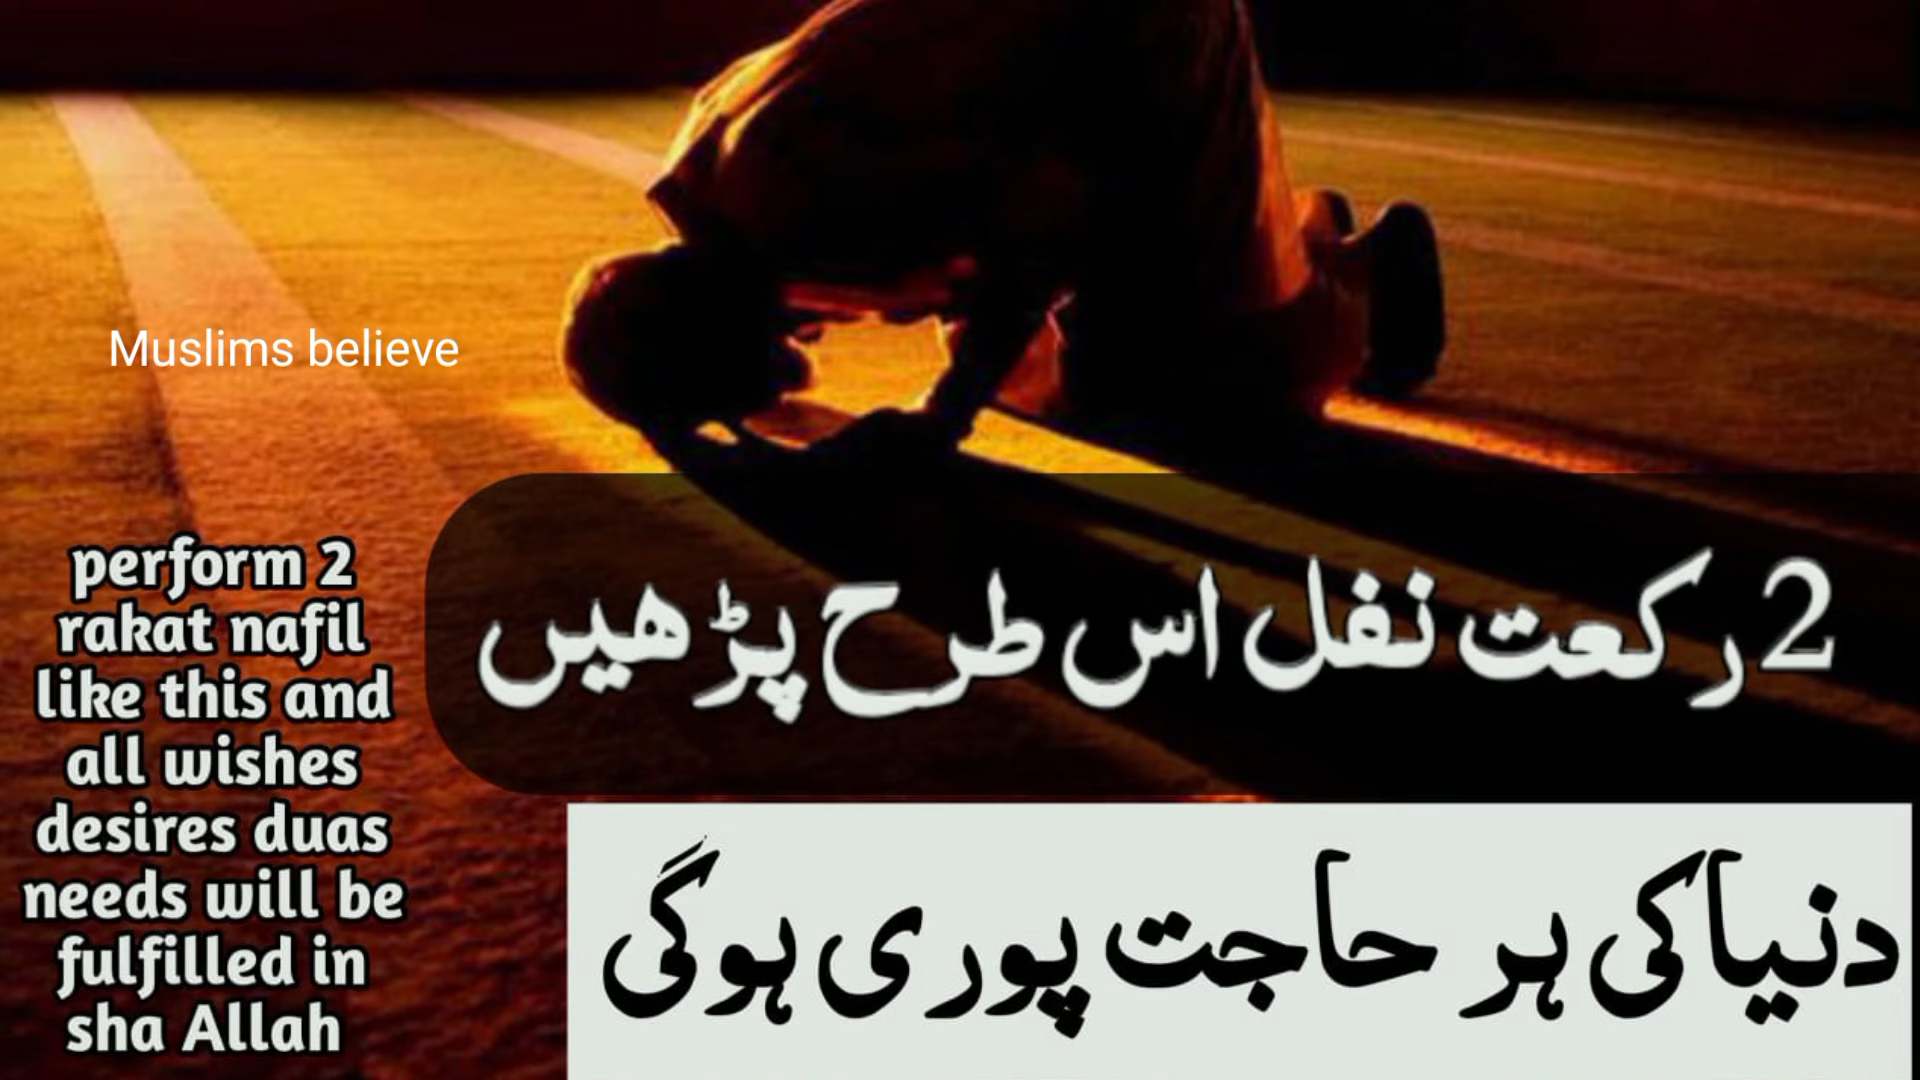 Muslims believe
perform 2
rakat nafil
like this and
all wishes
desires duas
needs will be
fulfilled in
sha Allah
2 رکعت نفل اس طرح پڑھیں
دنیا کی ہر حاجت پوری ہوگی